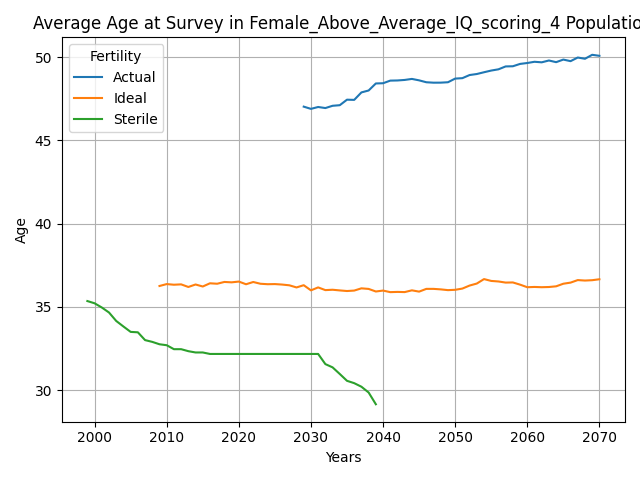 Average Age at Survey in Female_Above_Average_IQ_scoring_4 Populatio
Fertility
Actual
Ideal
Sterile
Age
50
45
40
35
30
2000 2010 2020 2030 2040 2050 2060 2070
Years